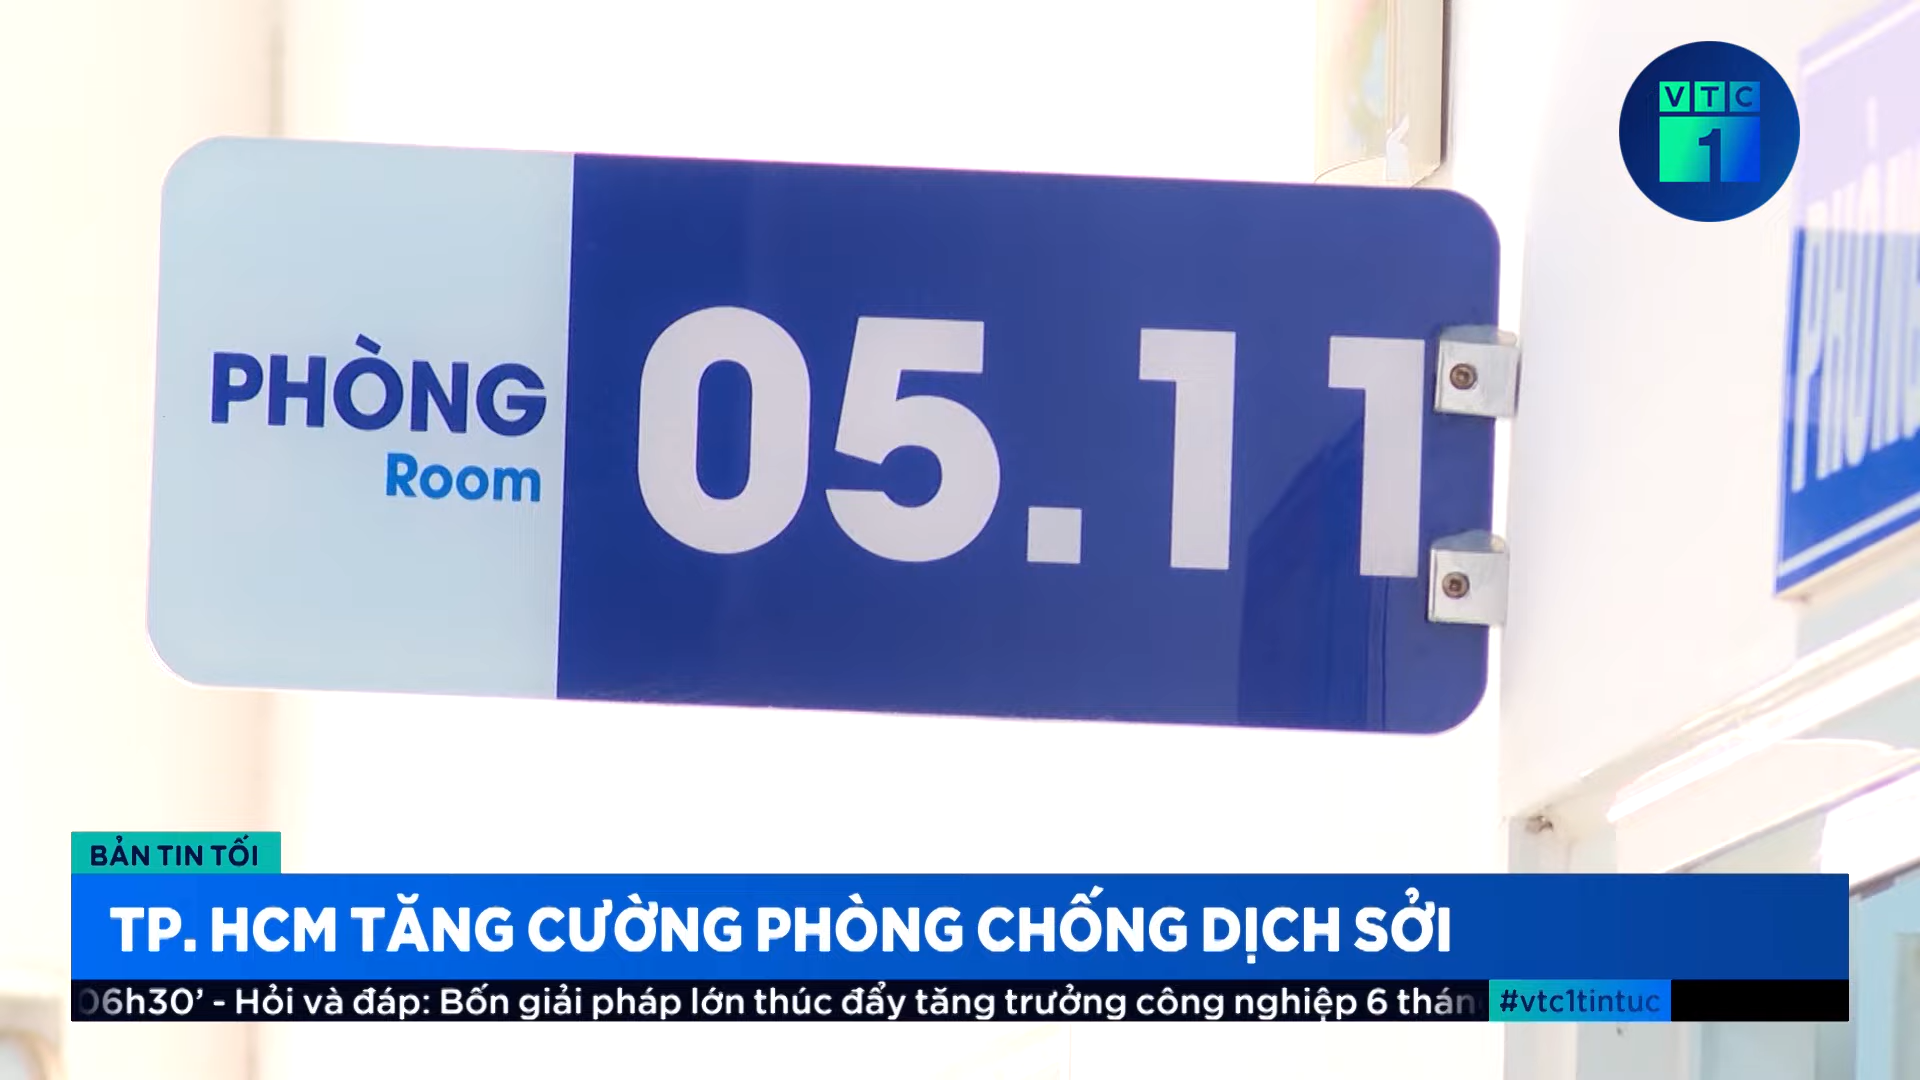 VTC
1
PHÒNG
Room
05.11
BẢN TIN TỐI
TP. HCM TĂNG CƯỜNG PHÒNG CHỐNG DỊCH SỞI
06h30’ - Hỏi và đáp: Bốn giải pháp lớn thúc đẩy tăng trưởng công nghiệp 6 thán
#vtc1tintuc